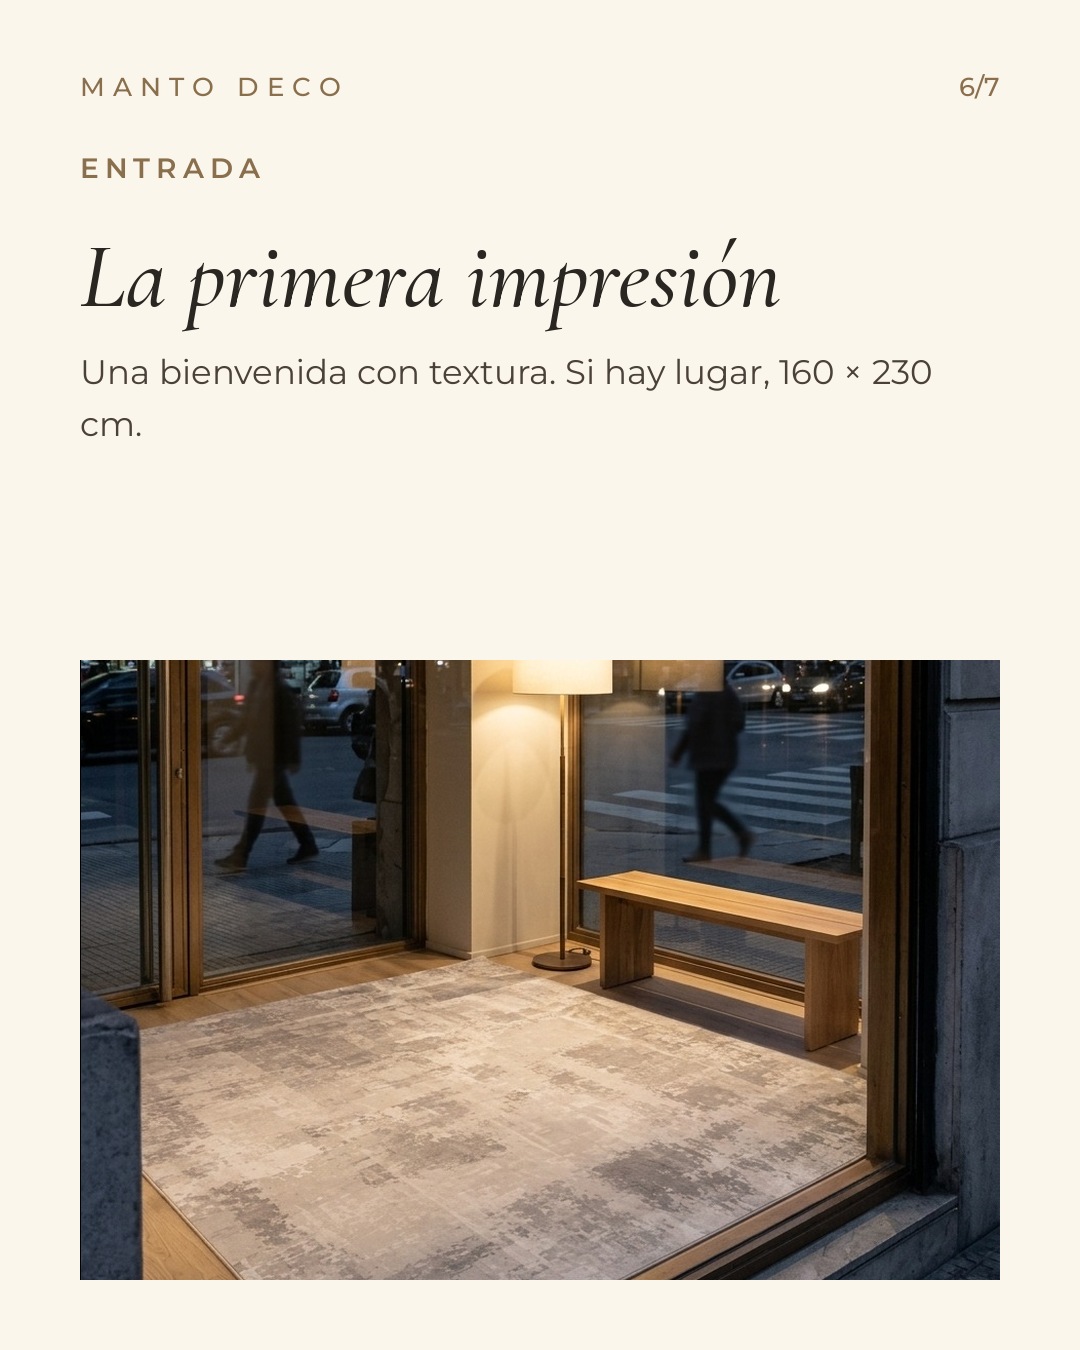 MANTO DECO
6/7
ENTRADA
La primera impresión
Una bienvenida con textura. Si hay lugar, 160 × 230
cm.